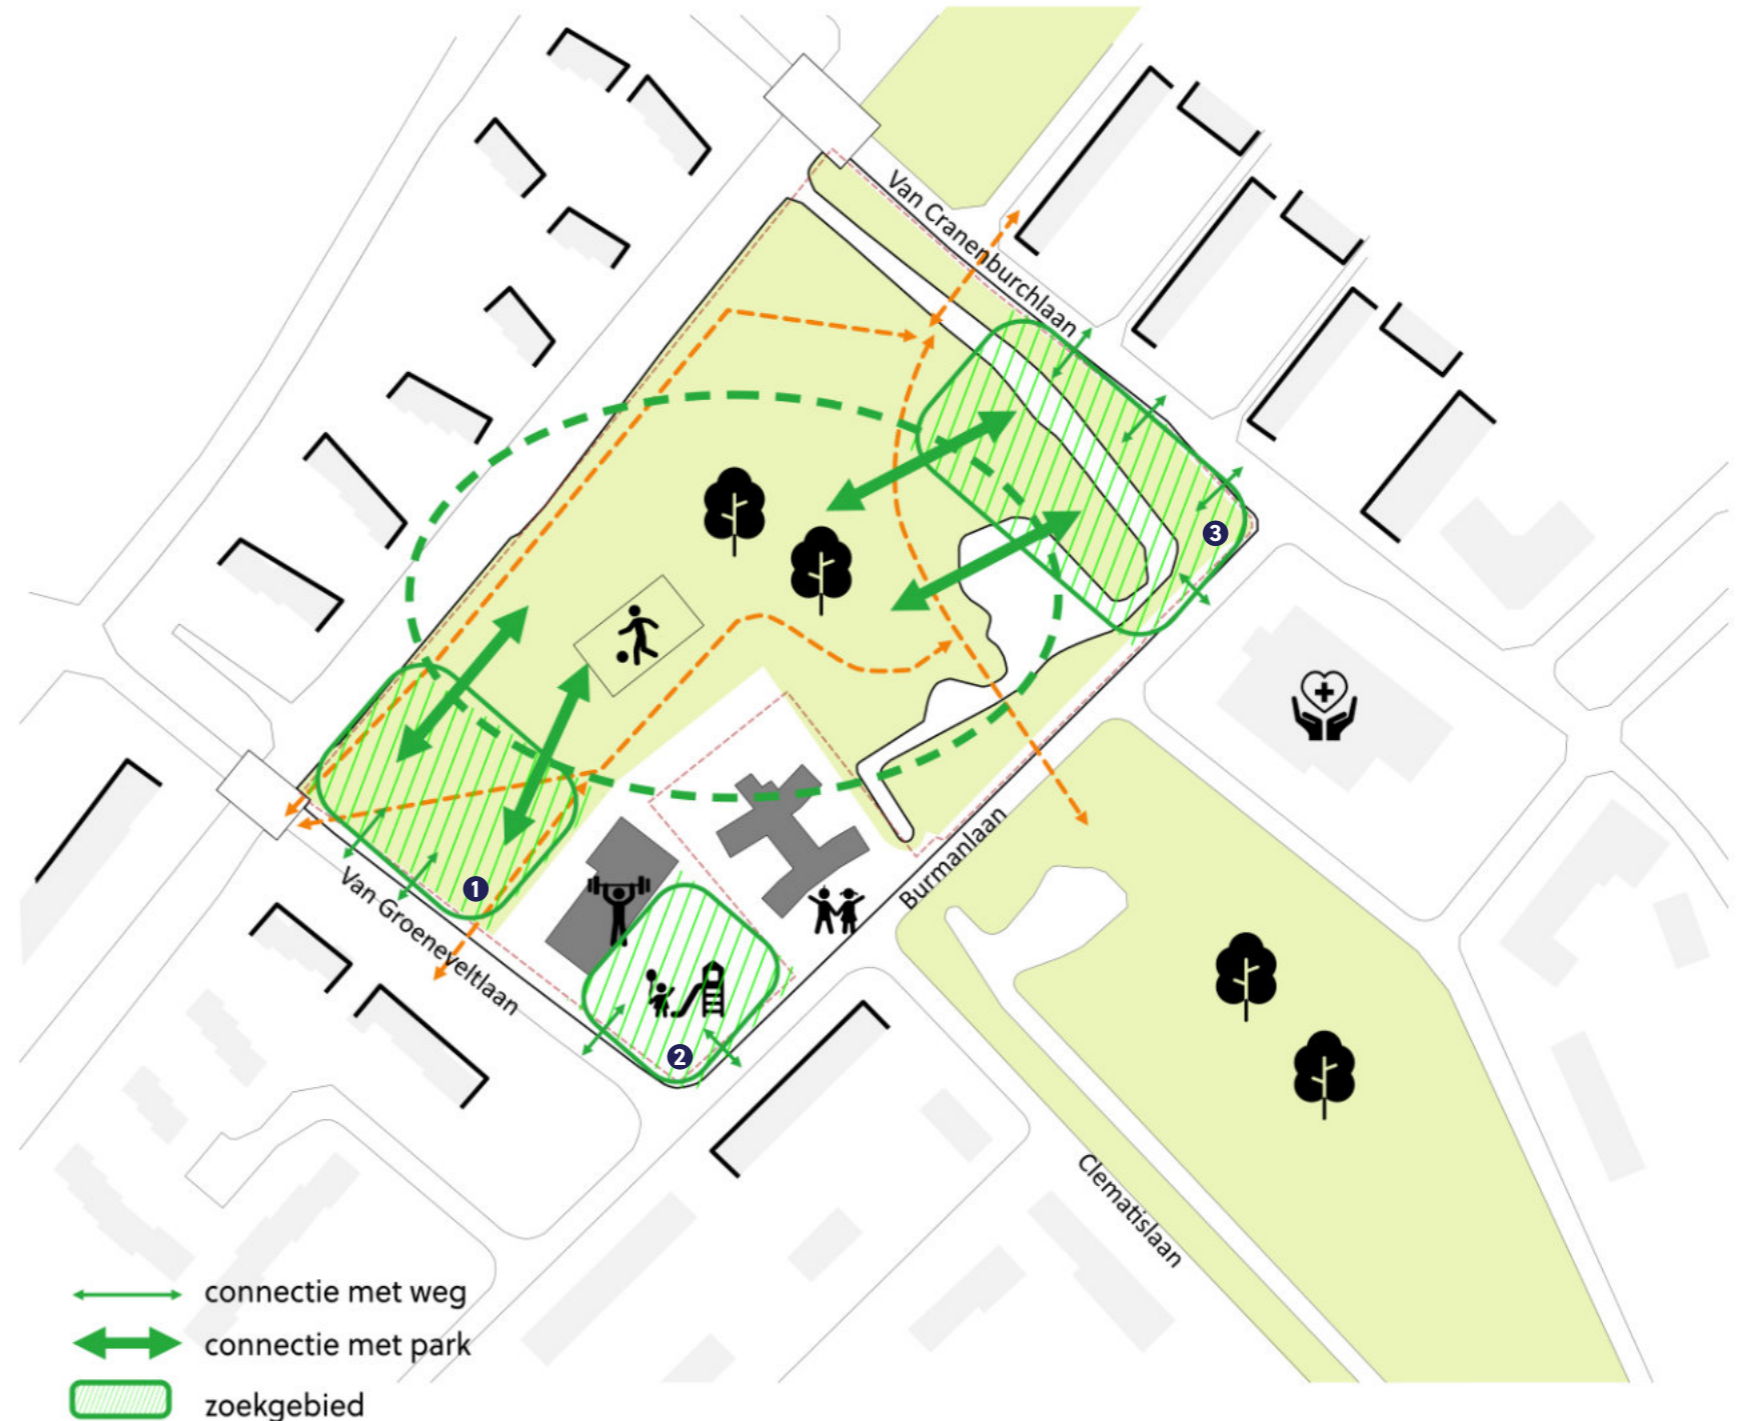 Van Cranenburchlaan
3
1
Van Groeneveltlaan
Burmanlaan
2
Clematislaan
connectie met weg
connectie met park
zoekgebied